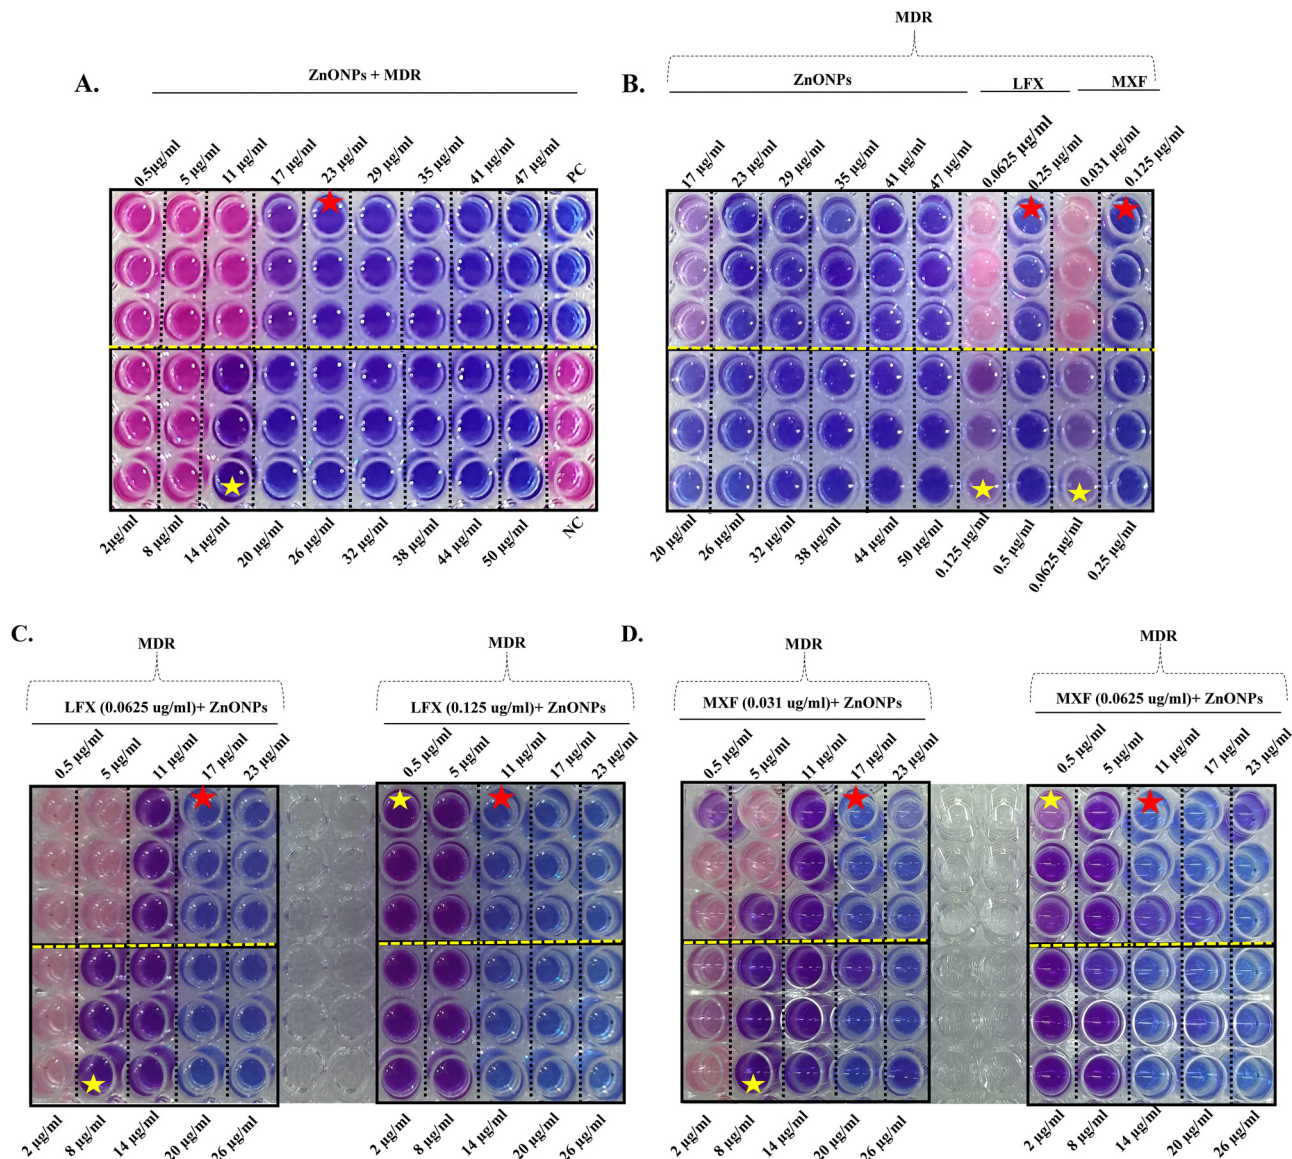 A.
ZnONPs + MDR
0.5µg/ml 5 µg/ml 11 µg/ml 17 µg/ml 23 µg/ml 29 µg/ml 35 µg/ml 41 µg/ml 47 µg/ml PC
2µg/ml 8 µg/ml 14 µg/ml 20 µg/ml 26 µg/ml 32 µg/ml 38 µg/ml 44 µg/ml 50 µg/ml NC
B.
MDR
ZnONPs LFX MXF
17 µg/ml 23 µg/ml 29 µg/ml 35 µg/ml 41 µg/ml 47 µg/ml 0.0625 µg/ml 0.25 µg/ml 0.031 µg/ml 0.125 µg/ml
20 µg/ml 26 µg/ml 32 µg/ml 38 µg/ml 44 µg/ml 50 µg/ml 0.125 µg/ml 0.5 µg/ml 0.0625 µg/ml 0.25 µg/ml
C.
MDR MDR
LFX (0.0625 ug/ml)+ ZnONPs LFX (0.125 ug/ml)+ ZnONPs
0.5 µg/ml 5 µg/ml 11 µg/ml 17 µg/ml 23 µg/ml 0.5 µg/ml 5 µg/ml 11 µg/ml 17 µg/ml 23 µg/ml
2 µg/ml 8 µg/ml 14 µg/ml 20 µg/ml 26 µg/ml 2 µg/ml 8 µg/ml 14 µg/ml 20 µg/ml 26 µg/ml
D.
MDR MDR
MXF (0.031 ug/ml)+ ZnONPs MXF (0.0625 ug/ml)+ ZnONPs
0.5 µg/ml 5 µg/ml 11 µg/ml 17 µg/ml 23 µg/ml 0.5 µg/ml 5 µg/ml 11 µg/ml 17 µg/ml 23 µg/ml
2 µg/ml 8 µg/ml 14 µg/ml 20 µg/ml 26 µg/ml 2 µg/ml 8 µg/ml 14 µg/ml 20 µg/ml 26 µg/ml